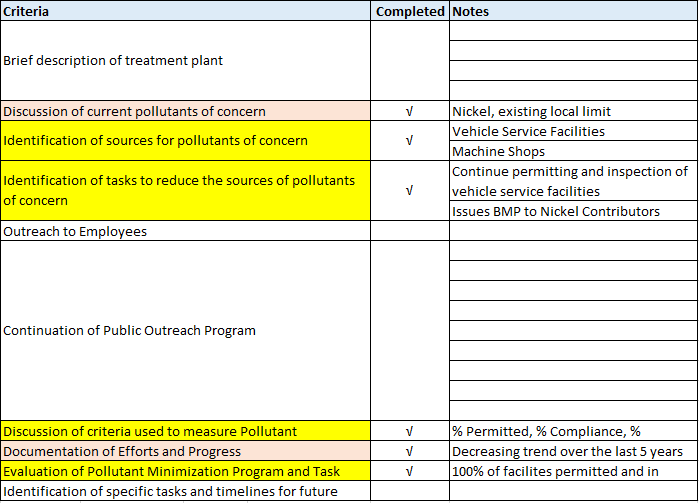 Criteria Completed Notes
Brief description of treatment plant
Discussion of current pollutants of concern √ Nickel, existing local limit
Identification of sources for pollutants of concern √ Vehicle Service Facilities
Machine Shops
Identification of tasks to reduce the sources of pollutants
of concern √ Continue permitting and inspection of
vehicle service facilities
Issues BMP to Nickel Contributors
Outreach to Employees
Continuation of Public Outreach Program
Discussion of criteria used to measure Pollutant √ % Permitted, % Compliance, %
Documentation of Efforts and Progress √ Decreasing trend over the last 5 years
Evaluation of Pollutant Minimization Program and Task √ 100% of facilites permitted and in
Identification of specific tasks and timelines for future